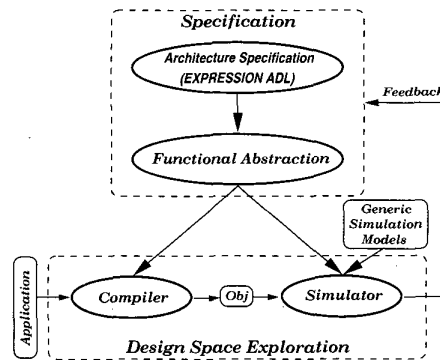 Specification
Architecture Specification
(EXPRESSION ADL)
Feedback
Functional Abstraction
Generic
Simulation
Models
Application
Compiler
Obj
Simulator
Design Space Exploration